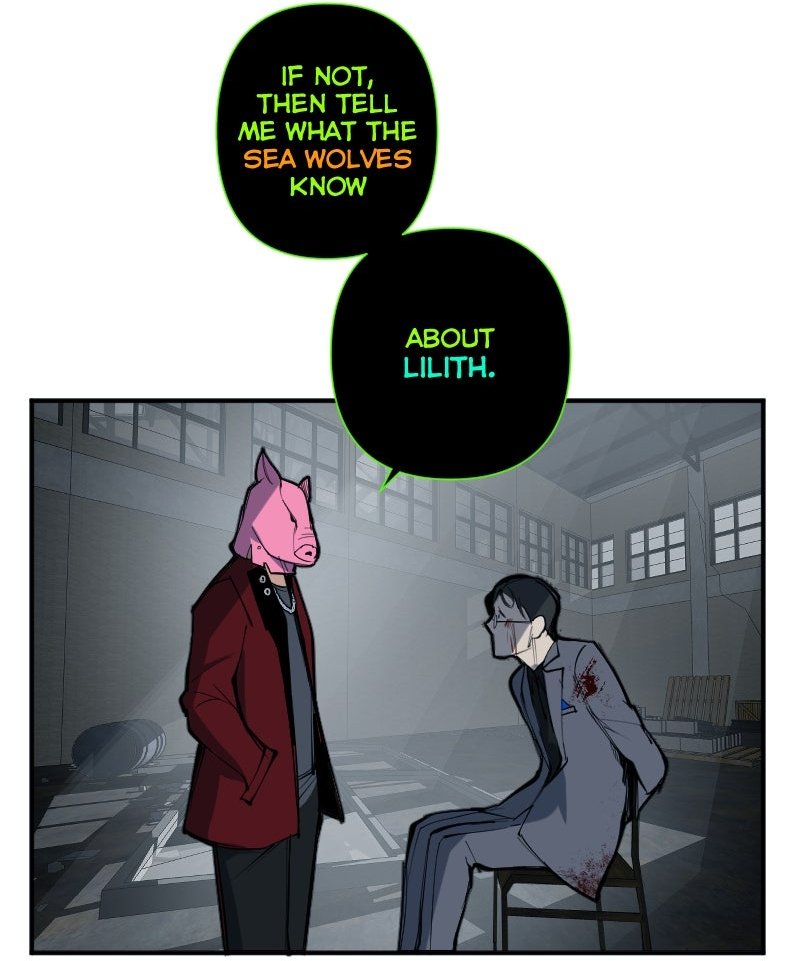 IF NOT,
THEN TELL
ME WHAT THE
SEA WOLVES
KNOW
ABOUT
LILITH.